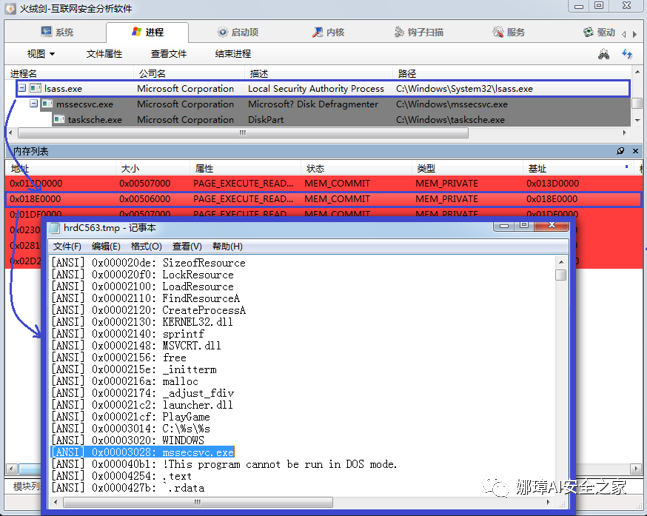 火绒剑-互联网安全分析软件
系统 进程 启动项 内核 钩子扫描 服务 驱动
视图 文件属性 查看文件 结束进程
进程名 公司名 描述 路径
lsass.exe Microsoft Corporation Local Security Authority Process C:\Windows\System32\lsass.exe
mssecsvc.exe Microsoft Corporation Microsoft? Disk Defragmenter C:\Windows\mssecsvc.exe
tasksche.exe Microsoft Corporation DiskPart C:\Windows\tasksche.exe
内存列表
地址 大小 属性 状态 类型 基址
0x013D0000 0x00507000 PAGE_EXECUTE_READ... MEM_COMMIT MEM_PRIVATE 0x013D0000
0x018E0000 0x00506000 PAGE_EXECUTE_READ... MEM_COMMIT MEM_PRIVATE 0x018E0000
0x01DF0000 0x00507000 PAGE_EXECUTE_READ... MEM_COMMIT MEM_PRIVATE 0x01DF0000
0x0230
0x0281
0x02D2
hrdC563.tmp - 记事本
文件(F) 编辑(E) 格式(O) 查看(V) 帮助(H)
[ANSI] 0x000020de: SizeofResource
[ANSI] 0x000020f0: LockResource
[ANSI] 0x00002100: LoadResource
[ANSI] 0x00002110: FindResourceA
[ANSI] 0x00002120: CreateProcessA
[ANSI] 0x00002130: KERNEL32.dll
[ANSI] 0x00002140: sprintf
[ANSI] 0x00002148: MSVCRT.dll
[ANSI] 0x00002156: free
[ANSI] 0x0000215e: _initterm
[ANSI] 0x0000216a: malloc
[ANSI] 0x00002174: _adjust_fdiv
[ANSI] 0x000021c2: launcher.dll
[ANSI] 0x000021cf: PlayGame
[ANSI] 0x00003014: C:\%s\%s
[ANSI] 0x00003020: WINDOWS
[ANSI] 0x00003028: mssecsvc.exe
[ANSI] 0x000040b1: !This program cannot be run in DOS mode.
[ANSI] 0x00004254: .text
[ANSI] 0x0000427b: `.rdata
模块列
娜璋AI安全之家